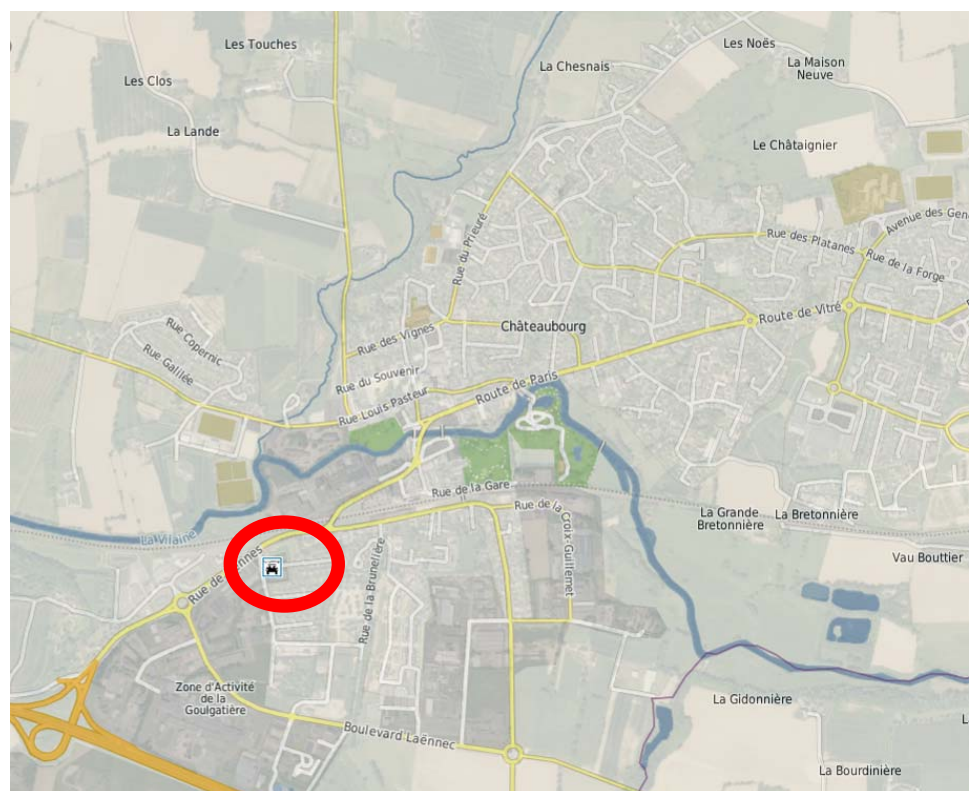 Les Touches
Les Noës
La Chesnais
La Maison
Neuve
Les Clos
La Lande
Le Châtaignier
Rue du Prieuré
Rue des Platanes
Avenue des Gen
Rue de la Forge
Route de Vitré
Châteaubourg
Rue Copernic
Rue des Vignes
Rue Galilée
Rue du Souvenir
Route de Paris
Rue Louis Pasteur
Rue de la Gare
Rue de la Croix-Guillemet
La Grande
Bretonnière
La Bretonnière
La Vilaine
Vau Bouttier
Rue de
nnes
Rue de la Brunelière
Zone d'Activité
de la
Goulgatière
La Gidonnière
L
Boulevard Laënnec
La Bourdinière